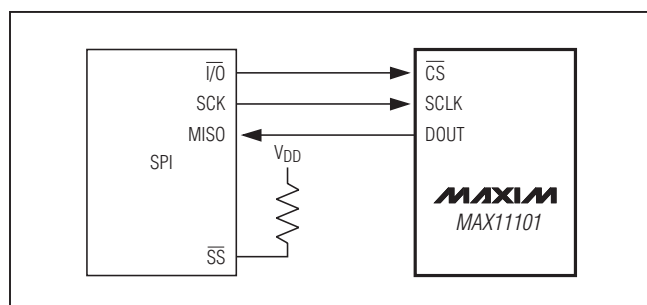 I/O
SCK
MISO
SPI
VDD
SS
CS
SCLK
DOUT
MAXIM
MAX11101